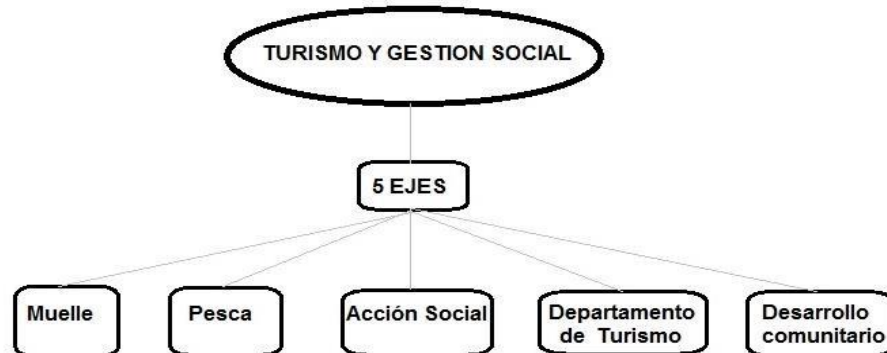 TURISMO Y GESTION SOCIAL
5 EJES
Muelle
Pesca
Acción Social
Departamento
de Turismo
Desarrollo
comunitario